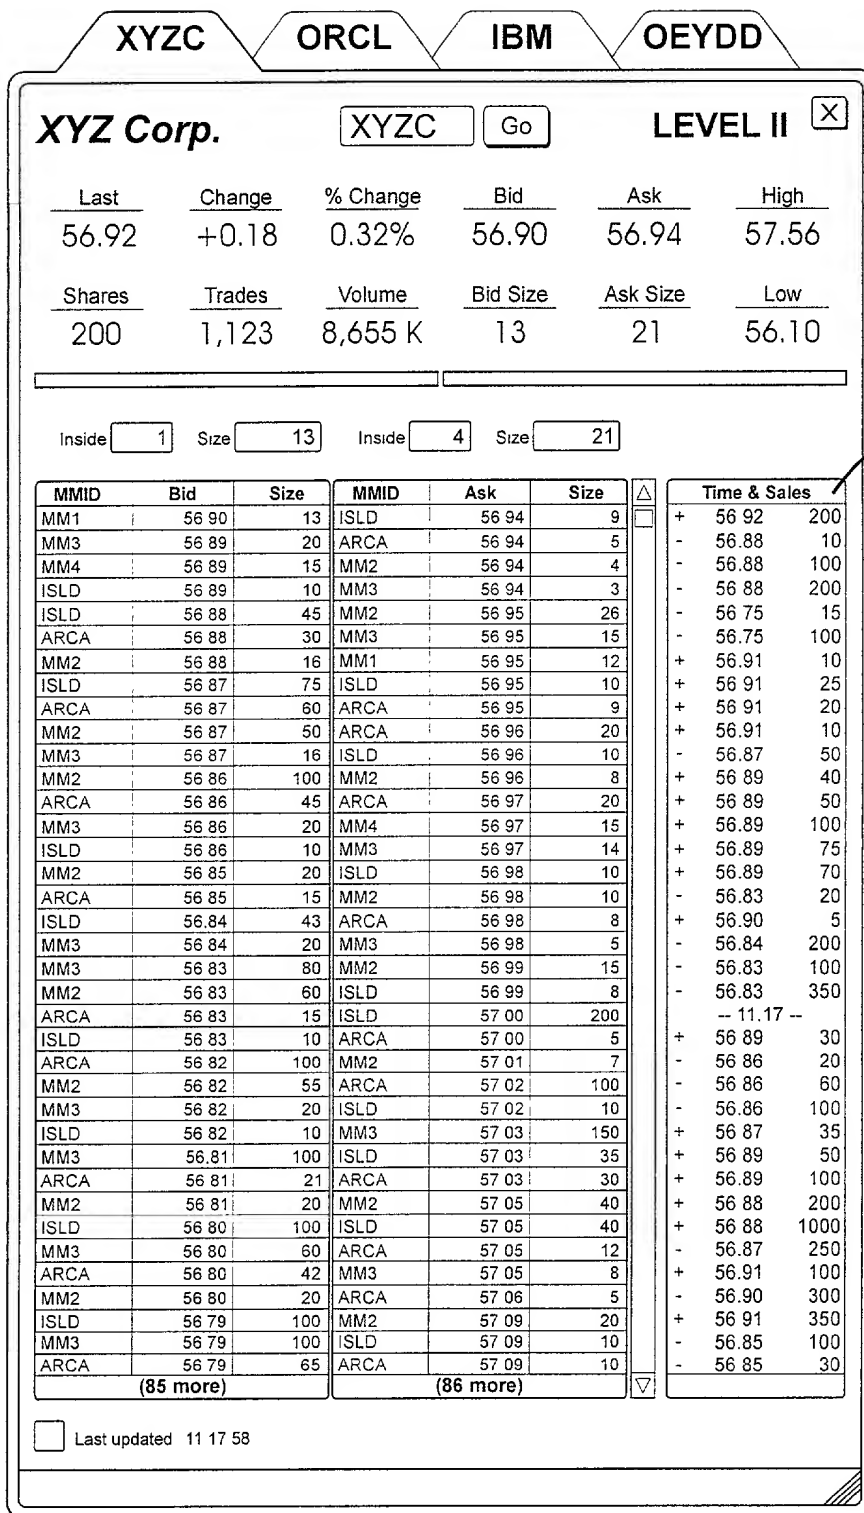 XYZC ORCL IBM OEYDD
XYZ Corp. XYZC Go LEVEL II X
Last Change % Change Bid Ask High
56.92 +0.18 0.32% 56.90 56.94 57.56
Shares Trades Volume Bid Size Ask Size Low
200 1,123 8,655 K 13 21 56.10
Inside 1 Size 13 Inside 4 Size 21
MMID Bid Size MMID Ask Size Time & Sales
MM1 56 90 13 ISLD 56 94 9 + 56 92 200
MM3 56 89 20 ARCA 56 94 5 - 56.88 10
MM4 56 89 15 MM2 56 94 4 - 56.88 100
ISLD 56 89 10 MM3 56 94 3 - 56 88 200
ISLD 56 88 45 MM2 56 95 26 - 56 75 15
ARCA 56 88 30 MM3 56 95 15 - 56.75 100
MM2 56 88 16 MM1 56 95 12 + 56.91 10
ISLD 56 87 75 ISLD 56 95 10 + 56 91 25
ARCA 56 87 60 ARCA 56 95 9 + 56 91 20
MM2 56 87 50 ARCA 56 96 20 + 56.91 10
MM3 56 87 16 ISLD 56 96 10 - 56.87 50
MM2 56 86 100 MM2 56 96 8 + 56 89 40
ARCA 56 86 45 ARCA 56 97 20 + 56 89 50
MM3 56 86 20 MM4 56 97 15 + 56.89 100
ISLD 56 86 10 MM3 56 97 14 + 56.89 75
MM2 56 85 20 ISLD 56 98 10 + 56.89 70
ARCA 56 85 15 MM2 56 98 10 - 56.83 20
ISLD 56.84 43 ARCA 56 98 8 + 56.90 5
MM3 56 84 20 MM3 56 98 5 - 56.84 200
MM3 56 83 80 MM2 56 99 15 - 56.83 100
MM2 56 83 60 ISLD 56 99 8 - 56.83 350
ARCA 56 83 15 ISLD 57 00 200 -- 11.17 --
ISLD 56 83 10 ARCA 57 00 5 + 56 89 30
ARCA 56 82 100 MM2 57 01 7 - 56 86 20
MM2 56 82 55 ARCA 57 02 100 - 56 86 60
MM3 56 82 20 ISLD 57 02 10 - 56.86 100
ISLD 56 82 10 MM3 57 03 150 + 56 87 35
MM3 56.81 100 ISLD 57 03 35 + 56 89 50
ARCA 56 81 21 ARCA 57 03 30 + 56.89 100
MM2 56 81 20 MM2 57 05 40 + 56 88 200
ISLD 56 80 100 ISLD 57 05 40 + 56 88 1000
MM3 56 80 60 ARCA 57 05 12 - 56.87 250
ARCA 56 80 42 MM3 57 05 8 + 56.91 100
MM2 56 80 20 ARCA 57 06 5 - 56.90 300
ISLD 56 79 100 MM2 57 09 20 + 56 91 350
MM3 56 79 100 ISLD 57 09 10 - 56.85 100
ARCA 56 79 65 ARCA 57 09 10 - 56 85 30
(85 more) (86 more)
Last updated 11 17 58